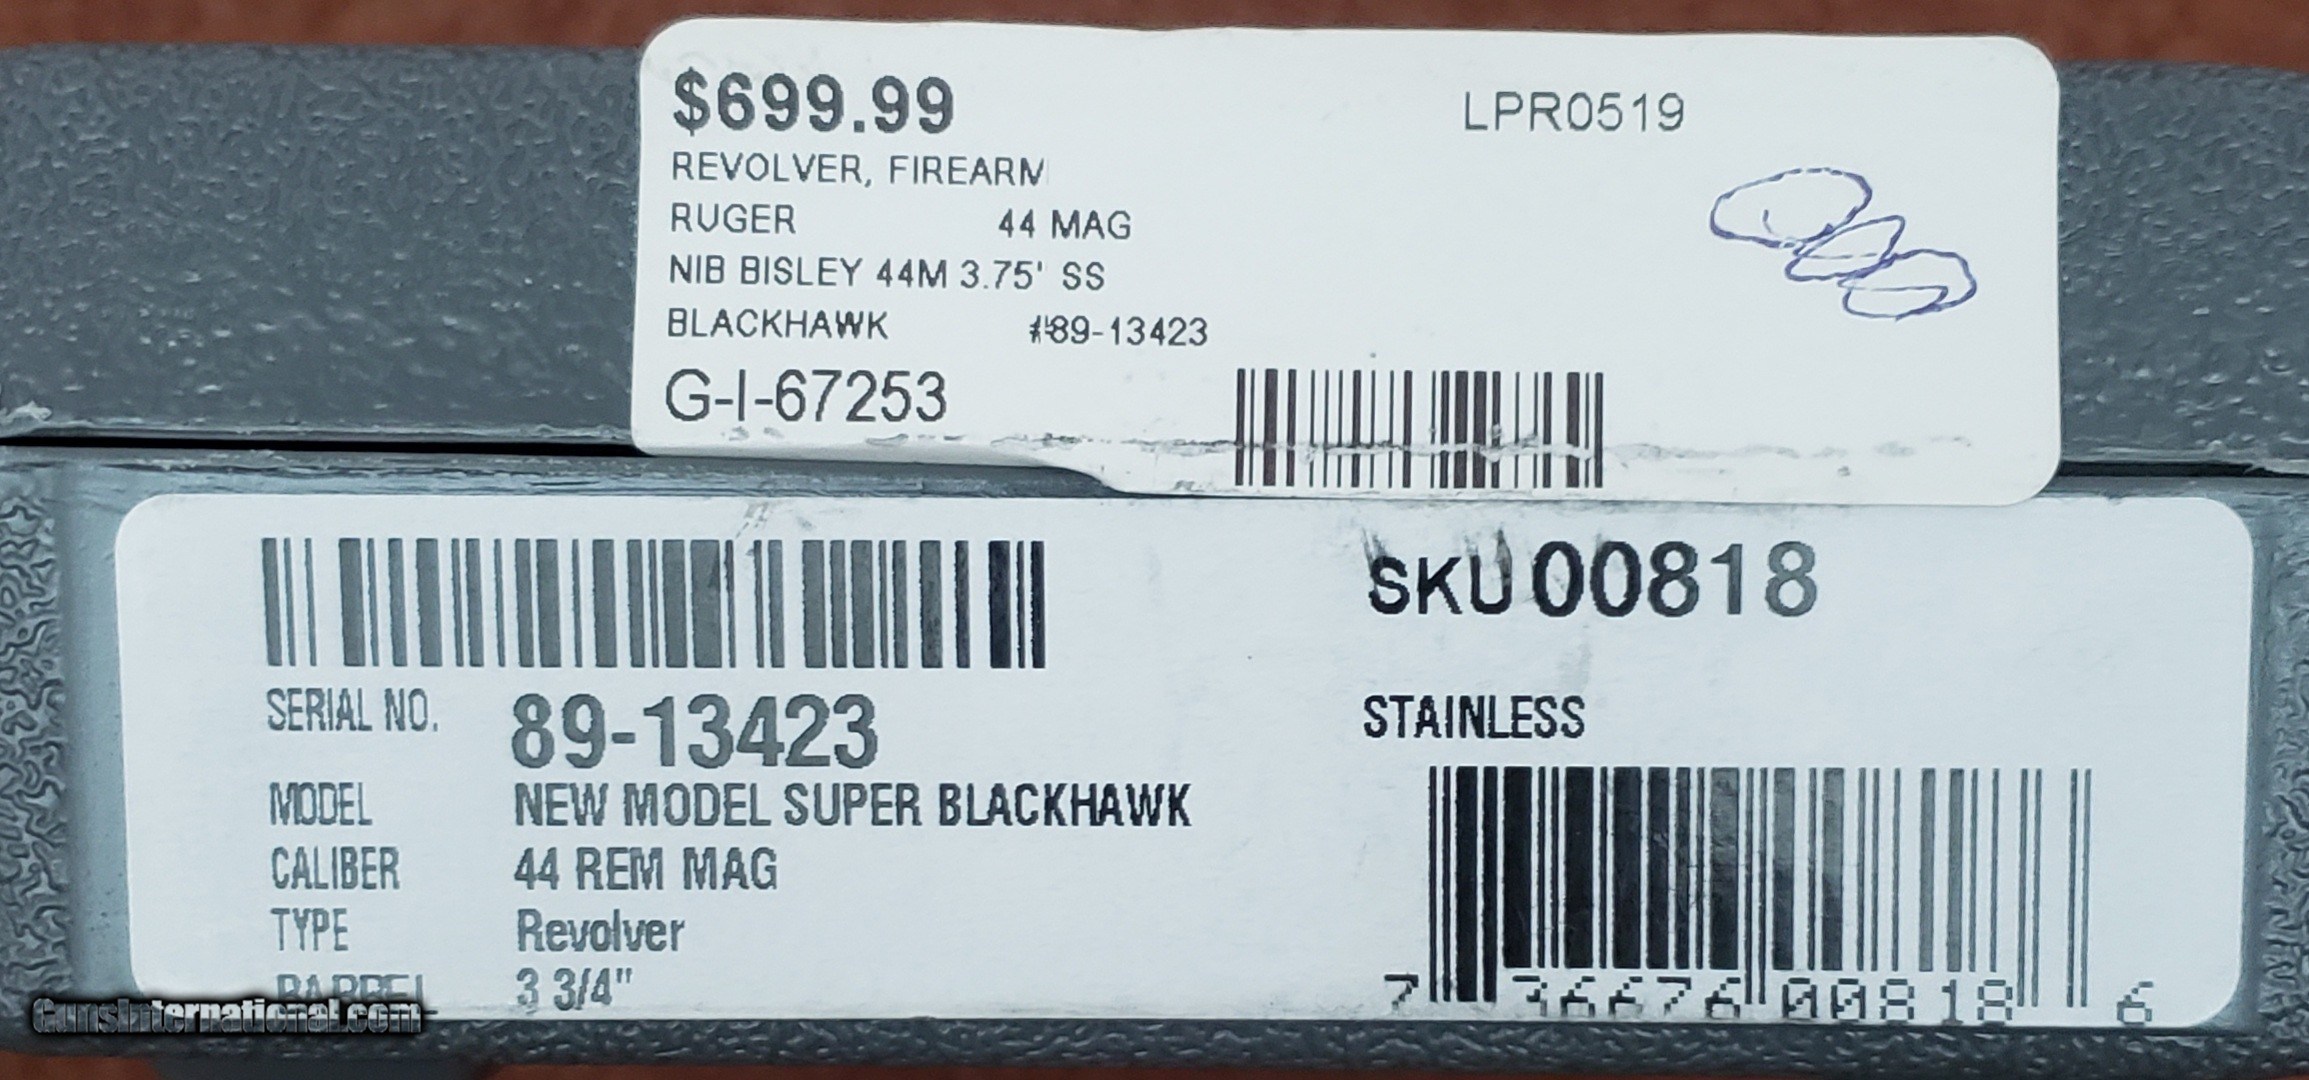 $699.99 LPR0519
REVOLVER, FIREARM
RUGER 44 MAG
NIB BISLEY 44M 3.75' SS
BLACKHAWK #89-13423
G-I-67253
SKU 00818
SERIAL NO. 89-13423
STAINLESS
MODEL NEW MODEL SUPER BLACKHAWK
CALIBER 44 REM MAG
TYPE Revolver
BARREL 3 3/4"
7 36676 00818 6
GunsInternational.com